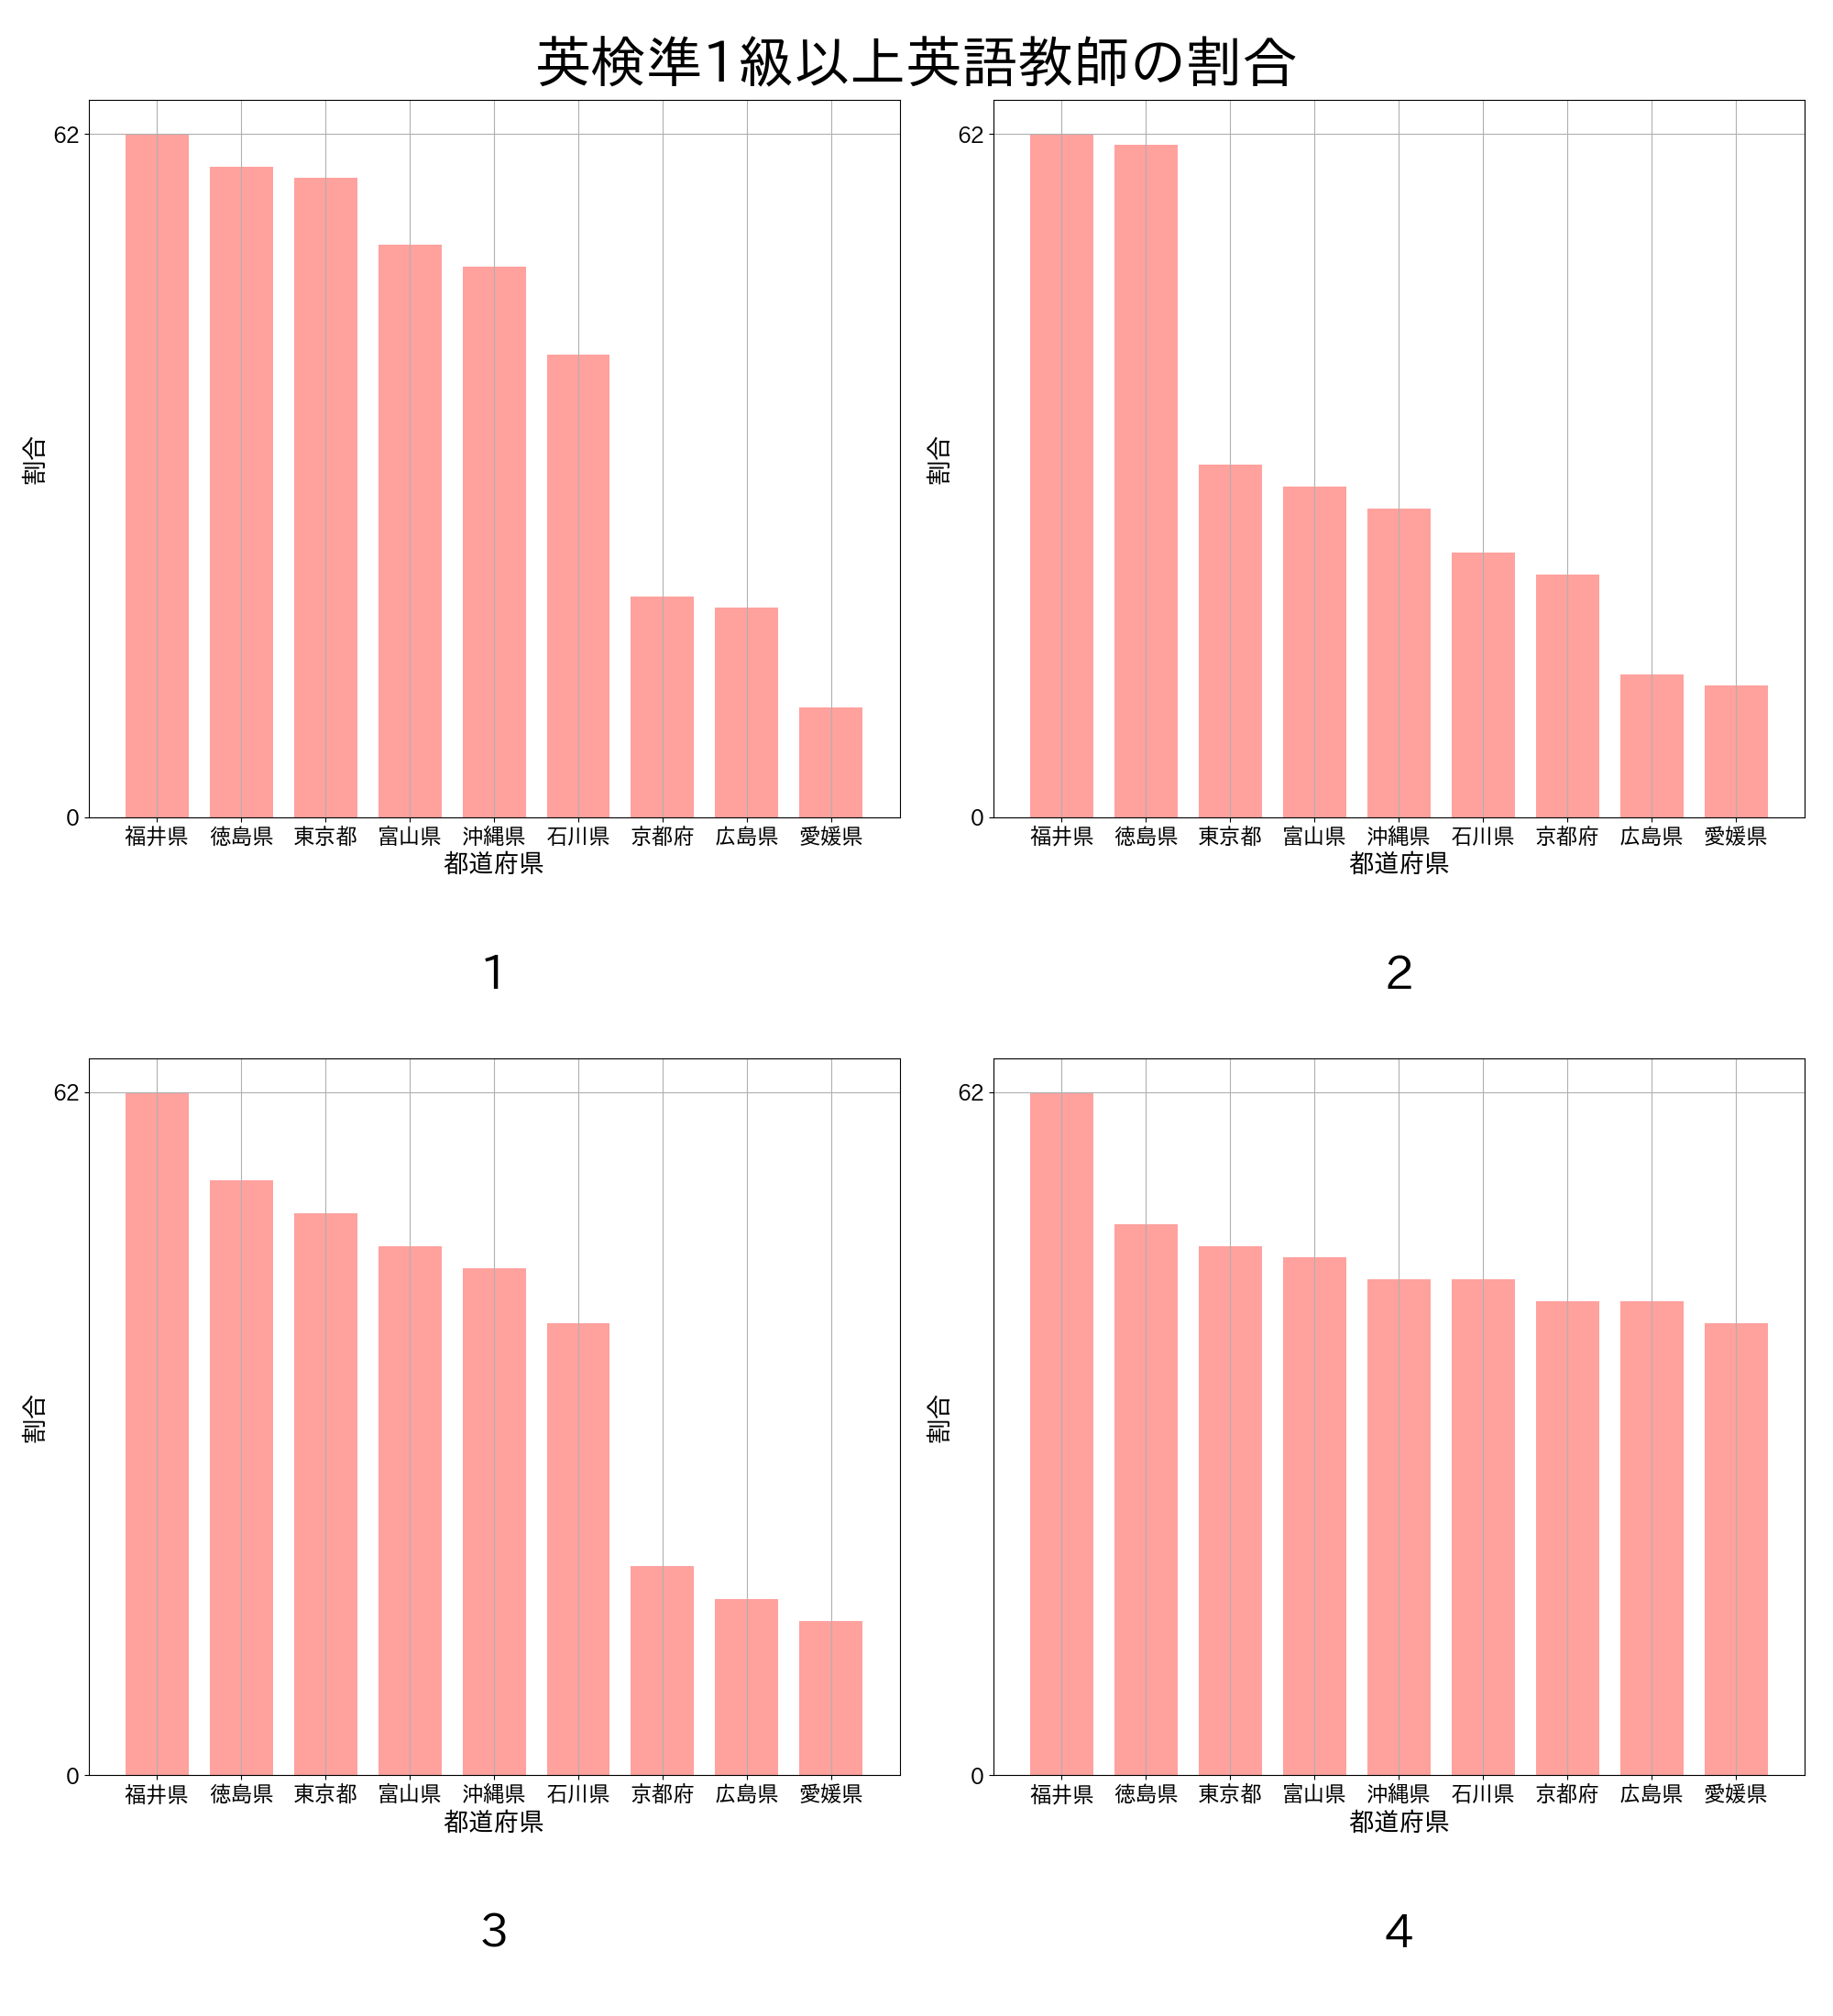 英検準1級以上英語教師の割合
62
0
割合
福井県 徳島県 東京都 富山県 沖縄県 石川県 京都府 広島県 愛媛県
都道府県
1
62
0
割合
福井県 徳島県 東京都 富山県 沖縄県 石川県 京都府 広島県 愛媛県
都道府県
2
62
0
割合
福井県 徳島県 東京都 富山県 沖縄県 石川県 京都府 広島県 愛媛県
都道府県
3
62
0
割合
福井県 徳島県 東京都 富山県 沖縄県 石川県 京都府 広島県 愛媛県
都道府県
4